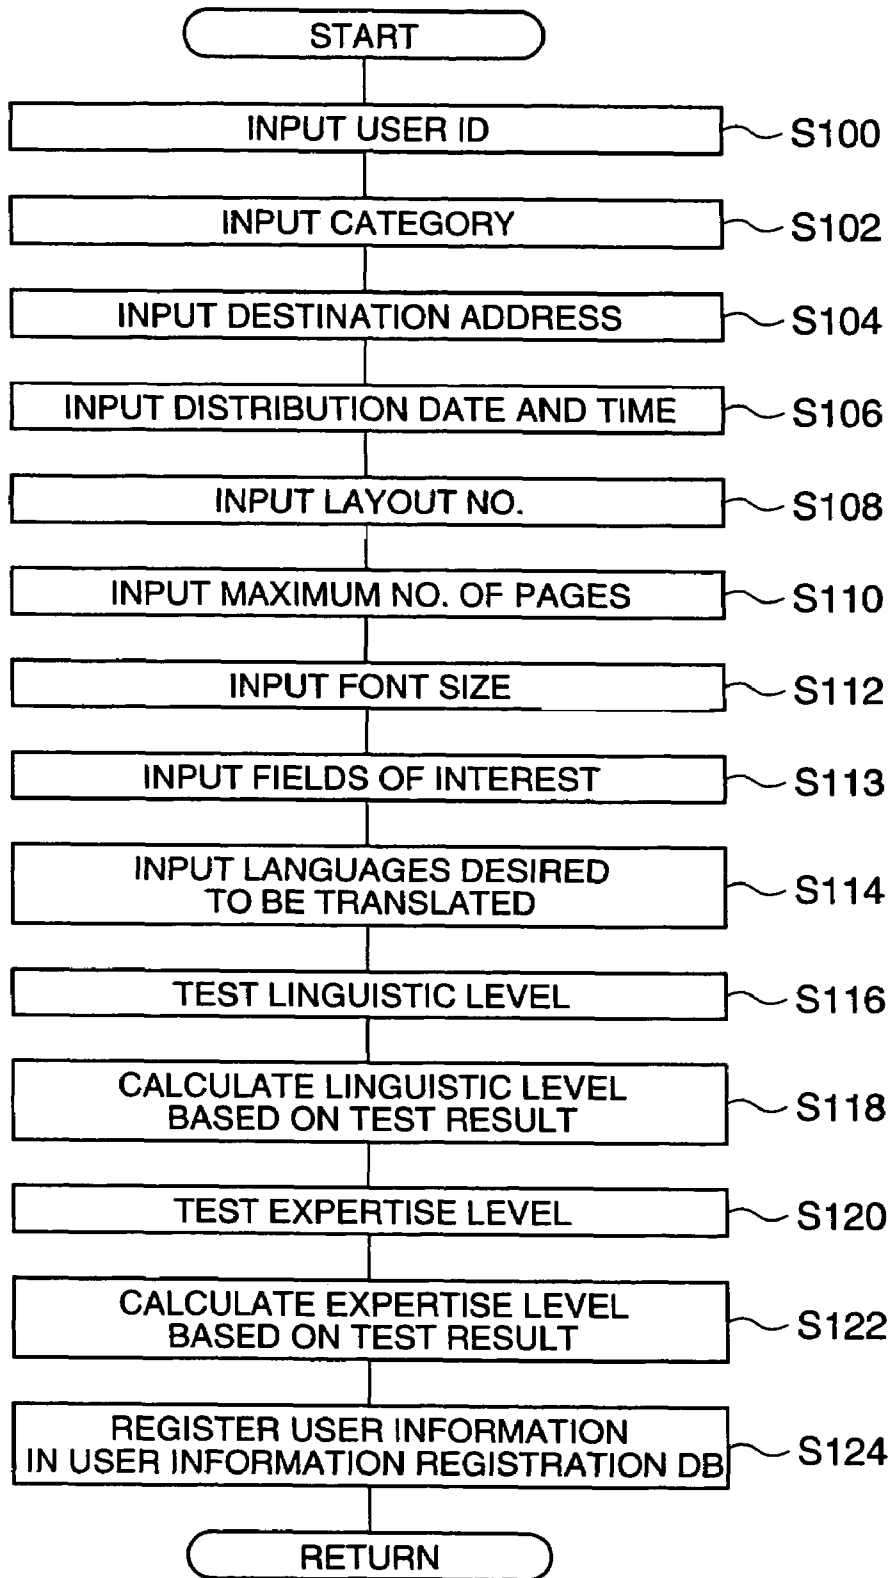 START
INPUT USER ID
S100
INPUT CATEGORY
S102
INPUT DESTINATION ADDRESS
S104
INPUT DISTRIBUTION DATE AND TIME
S106
INPUT LAYOUT NO.
S108
INPUT MAXIMUM NO. OF PAGES
S110
INPUT FONT SIZE
S112
INPUT FIELDS OF INTEREST
S113
INPUT LANGUAGES DESIRED
TO BE TRANSLATED
S114
TEST LINGUISTIC LEVEL
S116
CALCULATE LINGUISTIC LEVEL
BASED ON TEST RESULT
S118
TEST EXPERTISE LEVEL
S120
CALCULATE EXPERTISE LEVEL
BASED ON TEST RESULT
S122
REGISTER USER INFORMATION
IN USER INFORMATION REGISTRATION DB
S124
RETURN